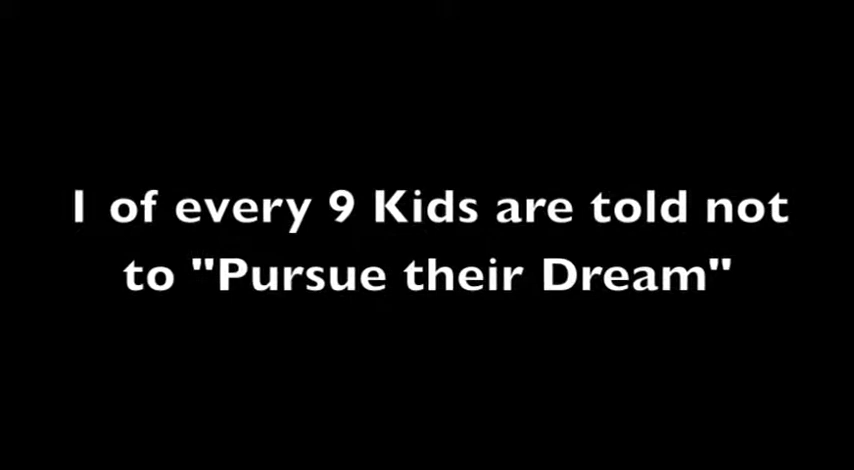 1 of every 9 Kids are told not
to "Pursue their Dream"